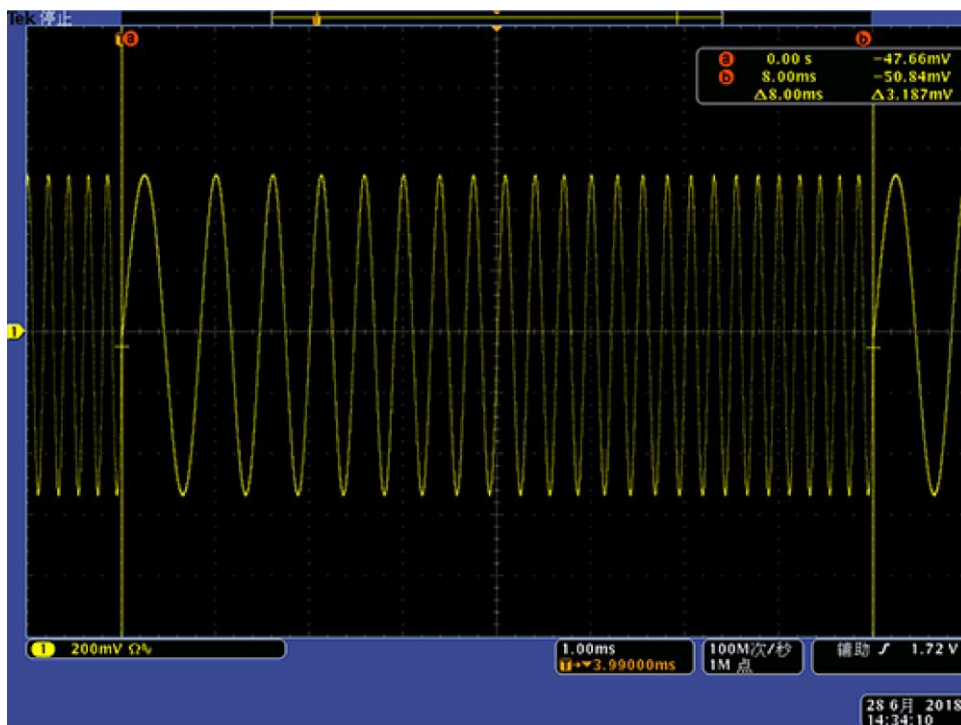 Tek 停止
a b
a 0.00 s -47.66mV
b 8.00ms -50.84mV
Δ8.00ms Δ3.187mV
1
1 200mV Ω
1.00ms
T→▼3.99000ms
100M次/秒
1M 点
辅助 ƒ 1.72 V
28 6月 2018
14:34:10